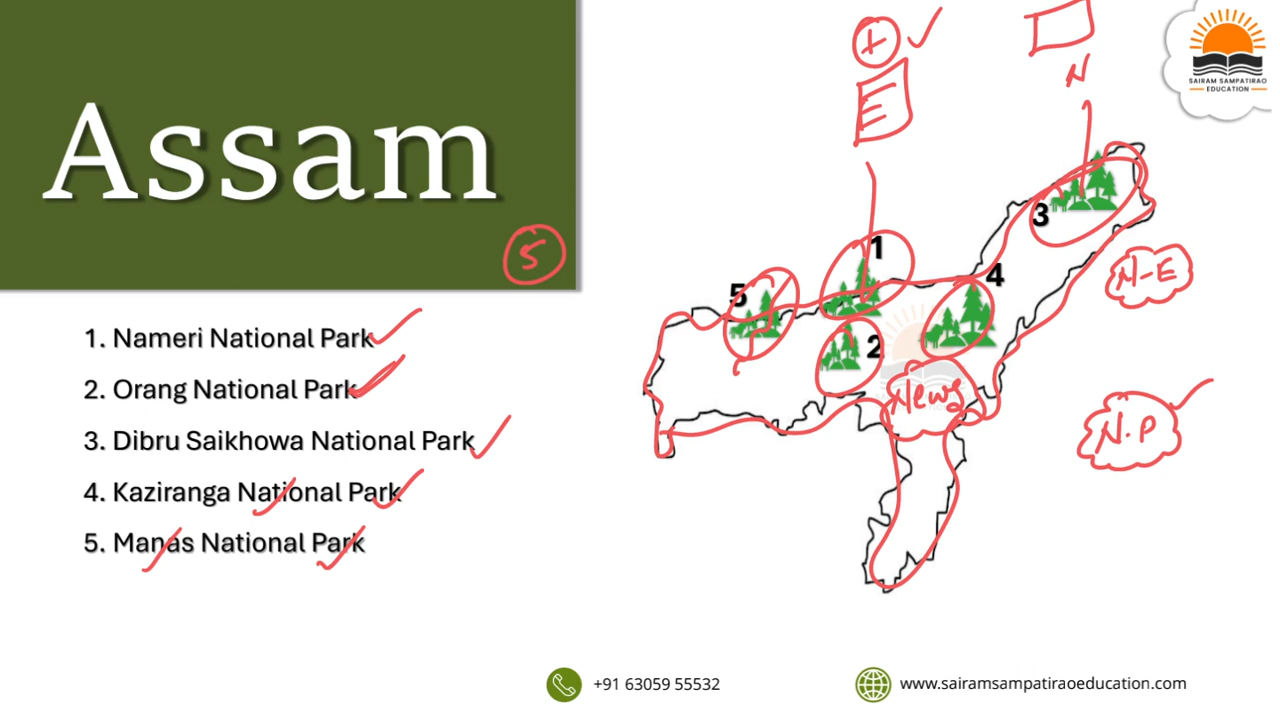 Assam
5
1. Nameri National Park
2. Orang National Park
3. Dibru Saikhowa National Park
4. Kaziranga National Park
5. Manas National Park
+
E
N
SAIRAM SAMPATIRAO
EDUCATION
3
1
N-E
4
5
2
News
N.P
+91 63059 55532
www.sairamsampatiraoeducation.com